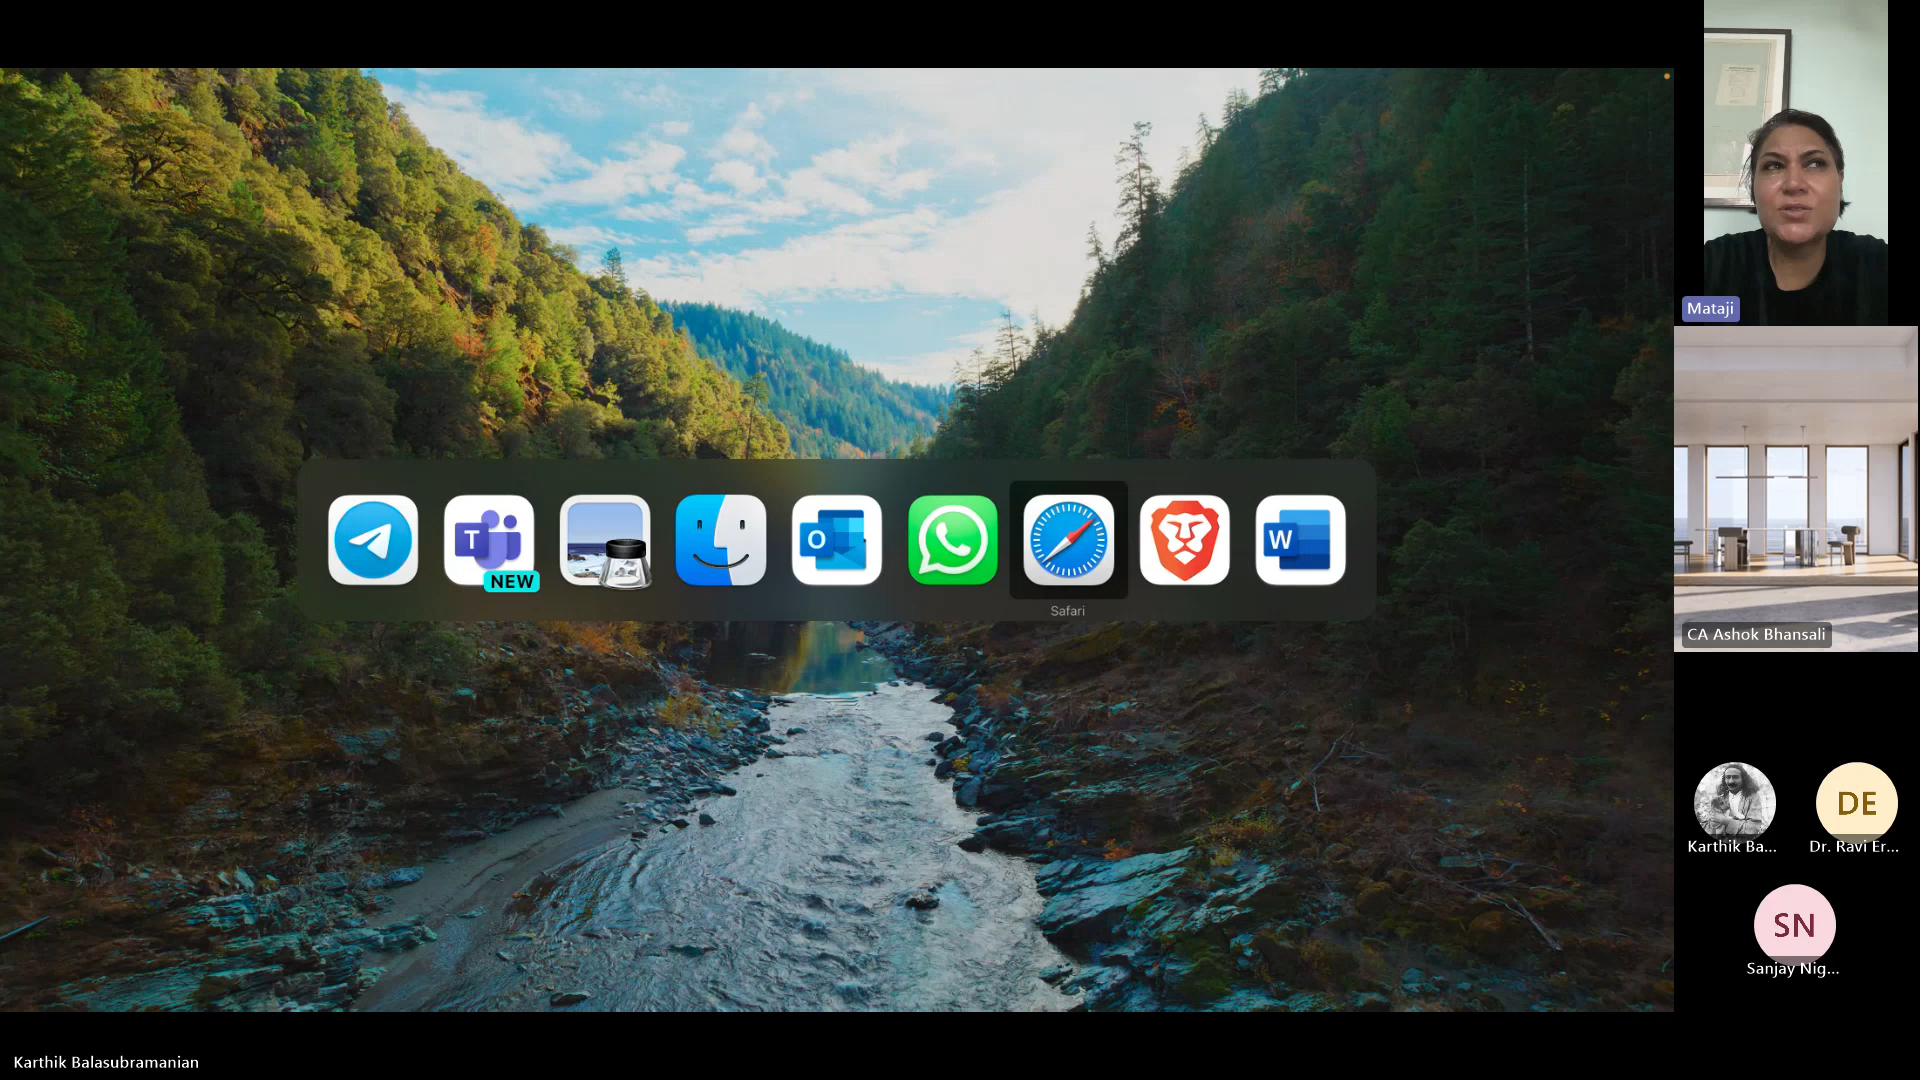 Mataji
T
NEW
O
W
Safari
CA Ashok Bhansali
Karthik Ba...
DE
Dr. Ravi Er...
SN
Sanjay Nig...
Karthik Balasubramanian